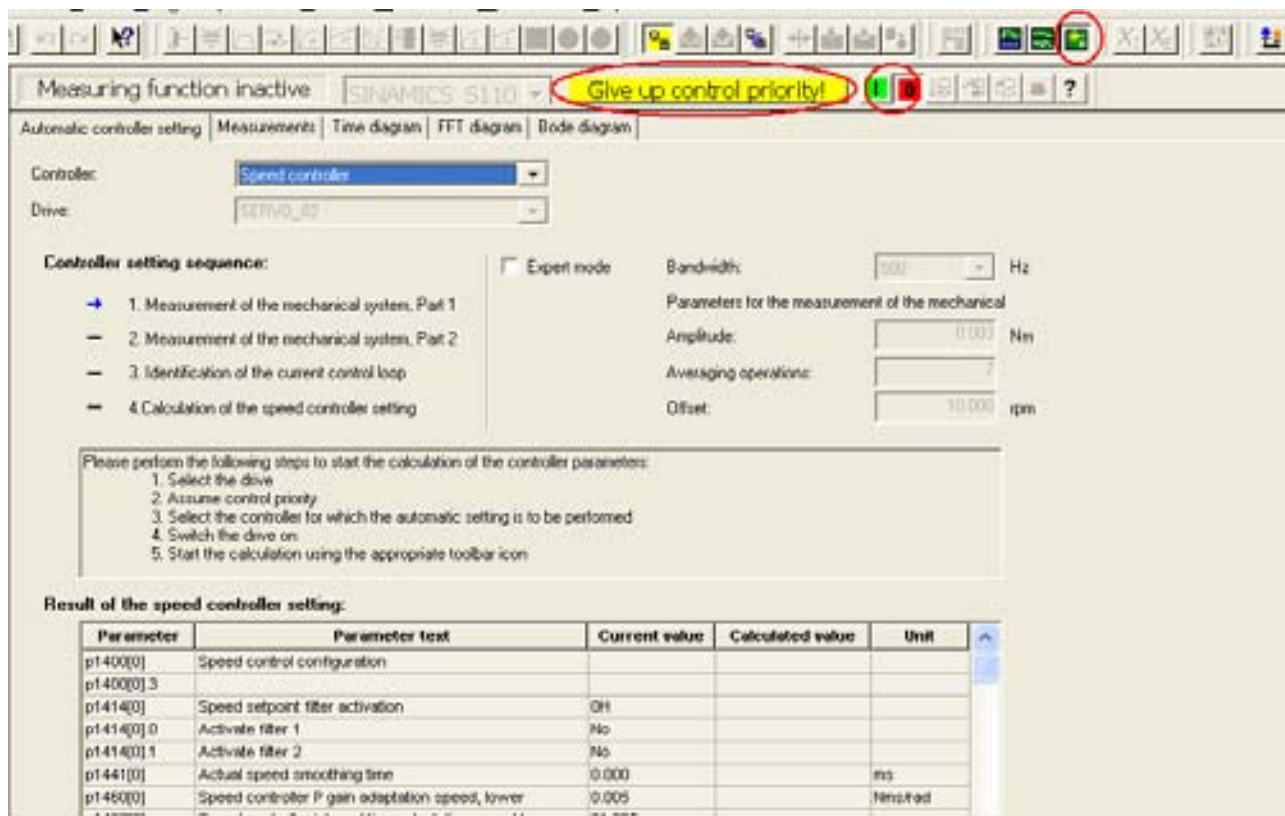 Measuring function inactive SINAMICS S110 Give up control priority! I 0 ?
Automatic controller setting Measurements Time diagram FFT diagram Bode diagram
Controller: Speed controller
Drive: SERVO_02
Controller setting sequence: Expert mode Bandwidth: 500 Hz
1. Measurement of the mechanical system, Part 1 Parameters for the measurement of the mechanical
2. Measurement of the mechanical system, Part 2 Amplitude: 0.003 Nm
3. Identification of the current control loop Averaging operations: 7
4.Calculation of the speed controller setting Offset: 10.000 rpm
Please perform the following steps to start the calculation of the controller parameters:
1. Select the drive
2. Assume control priority
3. Select the controller for which the automatic setting is to be performed
4. Switch the drive on
5. Start the calculation using the appropriate toolbar icon
Result of the speed controller setting:
Parameter Parameter text Current value Calculated value Unit
p1400[0] Speed control configuration
p1400[0].3
p1414[0] Speed setpoint filter activation 0H
p1414[0].0 Activate filter 1 No
p1414[0].1 Activate filter 2 No
p1441[0] Actual speed smoothing time 0.000 ms
p1460[0] Speed controller P gain adaptation speed, lower 0.005 Nms/rad